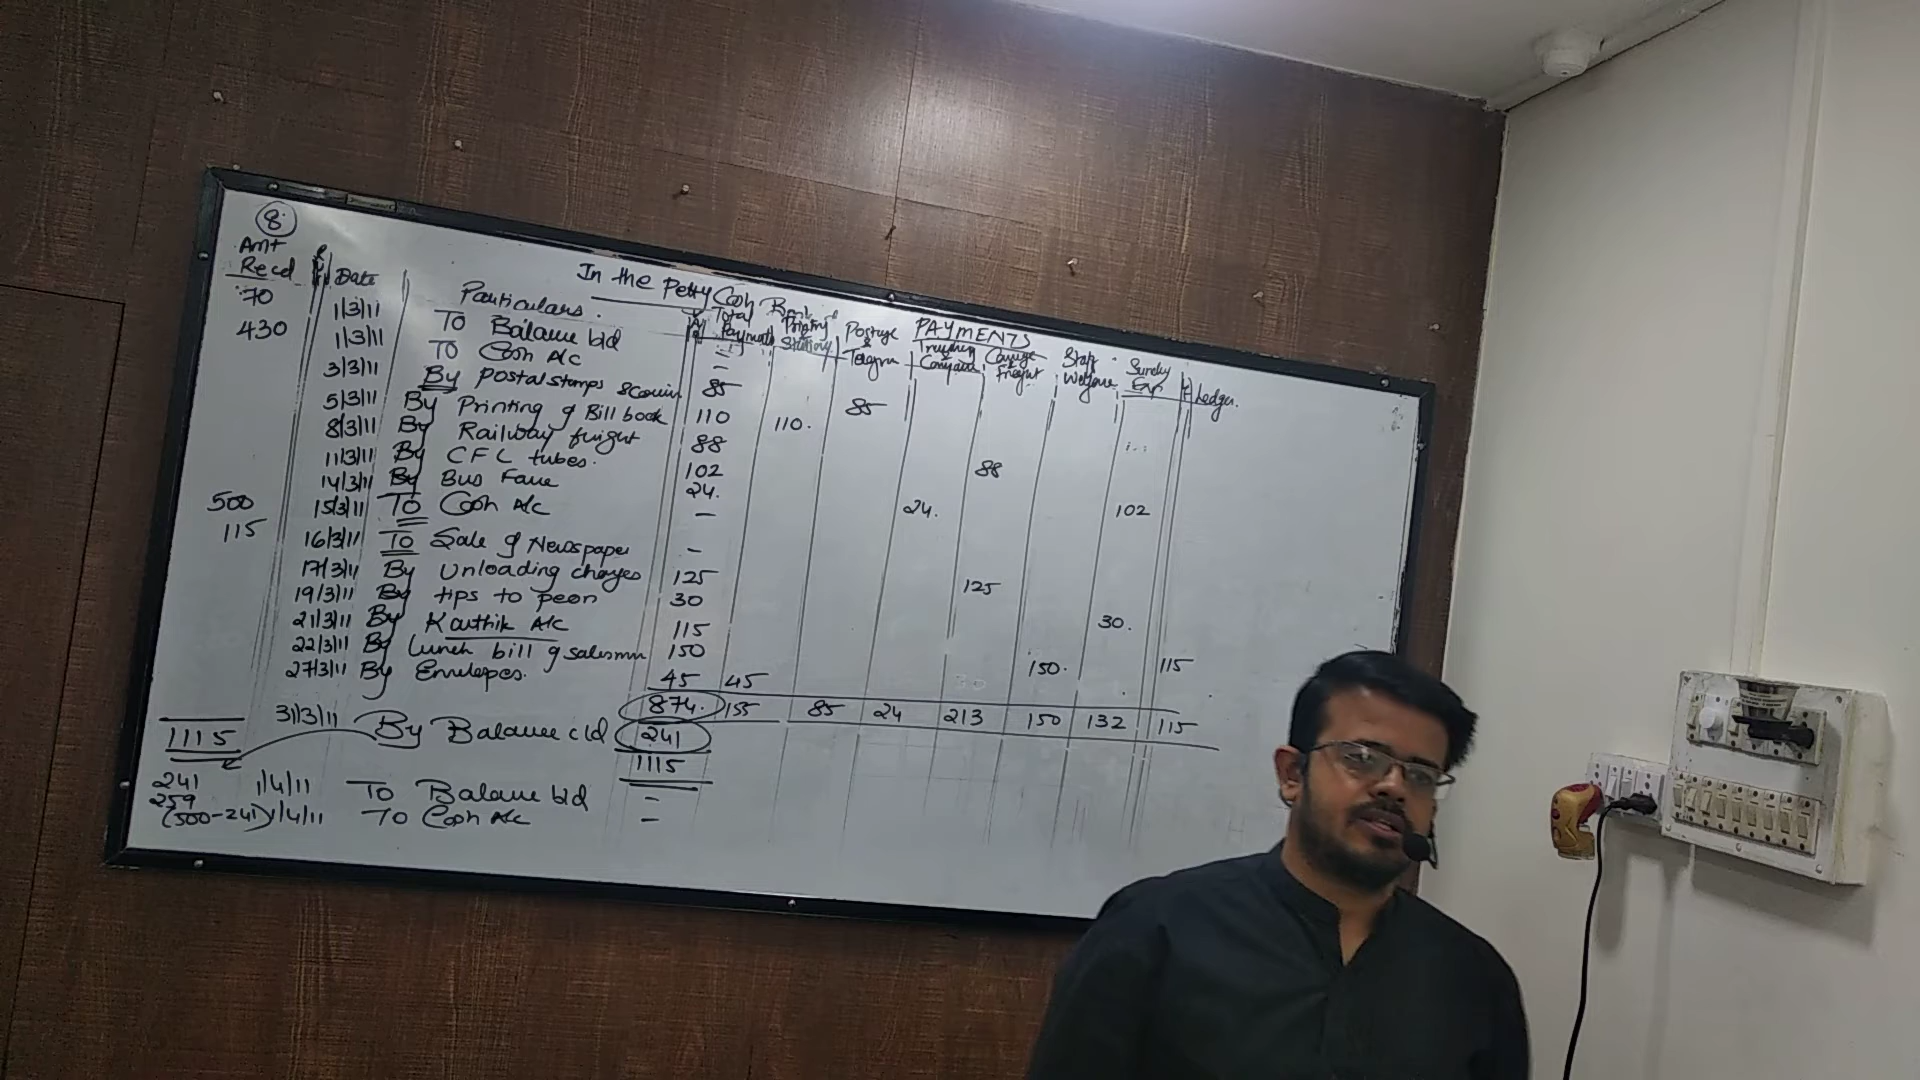 8
In the Petty Cash Book
PAYMENTS
Amt Recd Date Particulars. Total Payments Printing & Stationary Postage & Telegrm Travelling & Conyance Carriage & Freight Staff Welfare Sundry Exp Ledger.
70 1/3/11 To Balance b/d -
430 1/3/11 To Cash A/c -
3/3/11 By Postal stamps & Courier 85 85
5/3/11 By Printing of Bill book 110 110.
8/3/11 By Railway freight 88 88
11/3/11 By CFL tubes. 102 102
14/3/11 By Bus Fare 24. 24.
500 15/3/11 To Cash A/c -
115 16/3/11 To Sale of Newspaper -
17/3/11 By Unloading charges 125 125
19/3/11 By tips to peon 30 30.
21/3/11 By Karthik A/c 115 115
22/3/11 By Lunch bill of salesmn 150 150.
27/3/11 By Envelopes. 45 45
874. 155 85 24 213 150 132 115
31/3/11 By Balance c/d 241
1115 1115
241 1/4/11 To Balance b/d -
259
(500-241) 1/4/11 To Cash A/c -